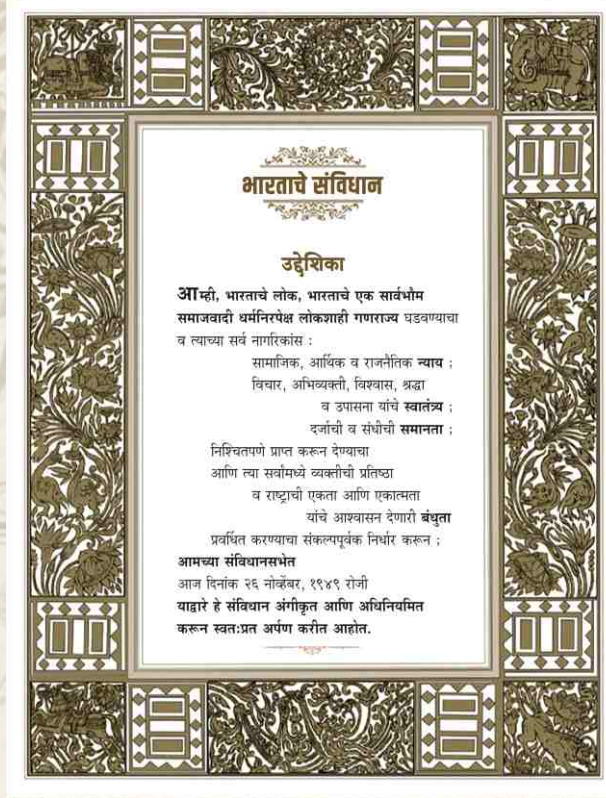 भारताचे संविधान
उद्देशिका
आम्ही, भारताचे लोक, भारताचे एक सार्वभौम
समाजवादी धर्मनिरपेक्ष लोकशाही गणराज्य घडवण्याचा
व त्याच्या सर्व नागरिकांस :
सामाजिक, आर्थिक व राजनैतिक न्याय ;
विचार, अभिव्यक्ती, विश्वास, श्रद्धा
व उपासना यांचे स्वातंत्र्य ;
दर्जाची व संधीची समानता ;
निश्चितपणे प्राप्त करून देण्याचा
आणि त्या सर्वांमध्ये व्यक्तीची प्रतिष्ठा
व राष्ट्राची एकता आणि एकात्मता
यांचे आश्वासन देणारी बंधुता
प्रवर्धित करण्याचा संकल्पपूर्वक निर्धार करून ;
आमच्या संविधानसभेत
आज दिनांक २६ नोव्हेंबर, १९४९ रोजी
याद्वारे हे संविधान अंगीकृत आणि अधिनियमित
करून स्वत:प्रत अर्पण करीत आहोत.